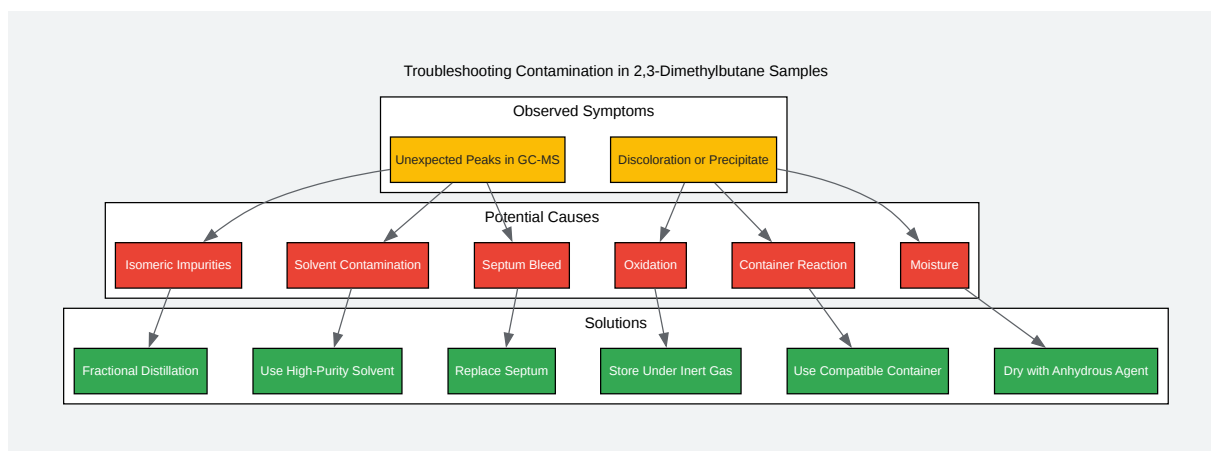 Troubleshooting Contamination in 2,3-Dimethylbutane Samples
Observed Symptoms
Unexpected Peaks in GC-MS
Discoloration or Precipitate
Potential Causes
Isomeric Impurities
Solvent Contamination
Septum Bleed
Oxidation
Container Reaction
Moisture
Solutions
Fractional Distillation
Use High-Purity Solvent
Replace Septum
Store Under Inert Gas
Use Compatible Container
Dry with Anhydrous Agent